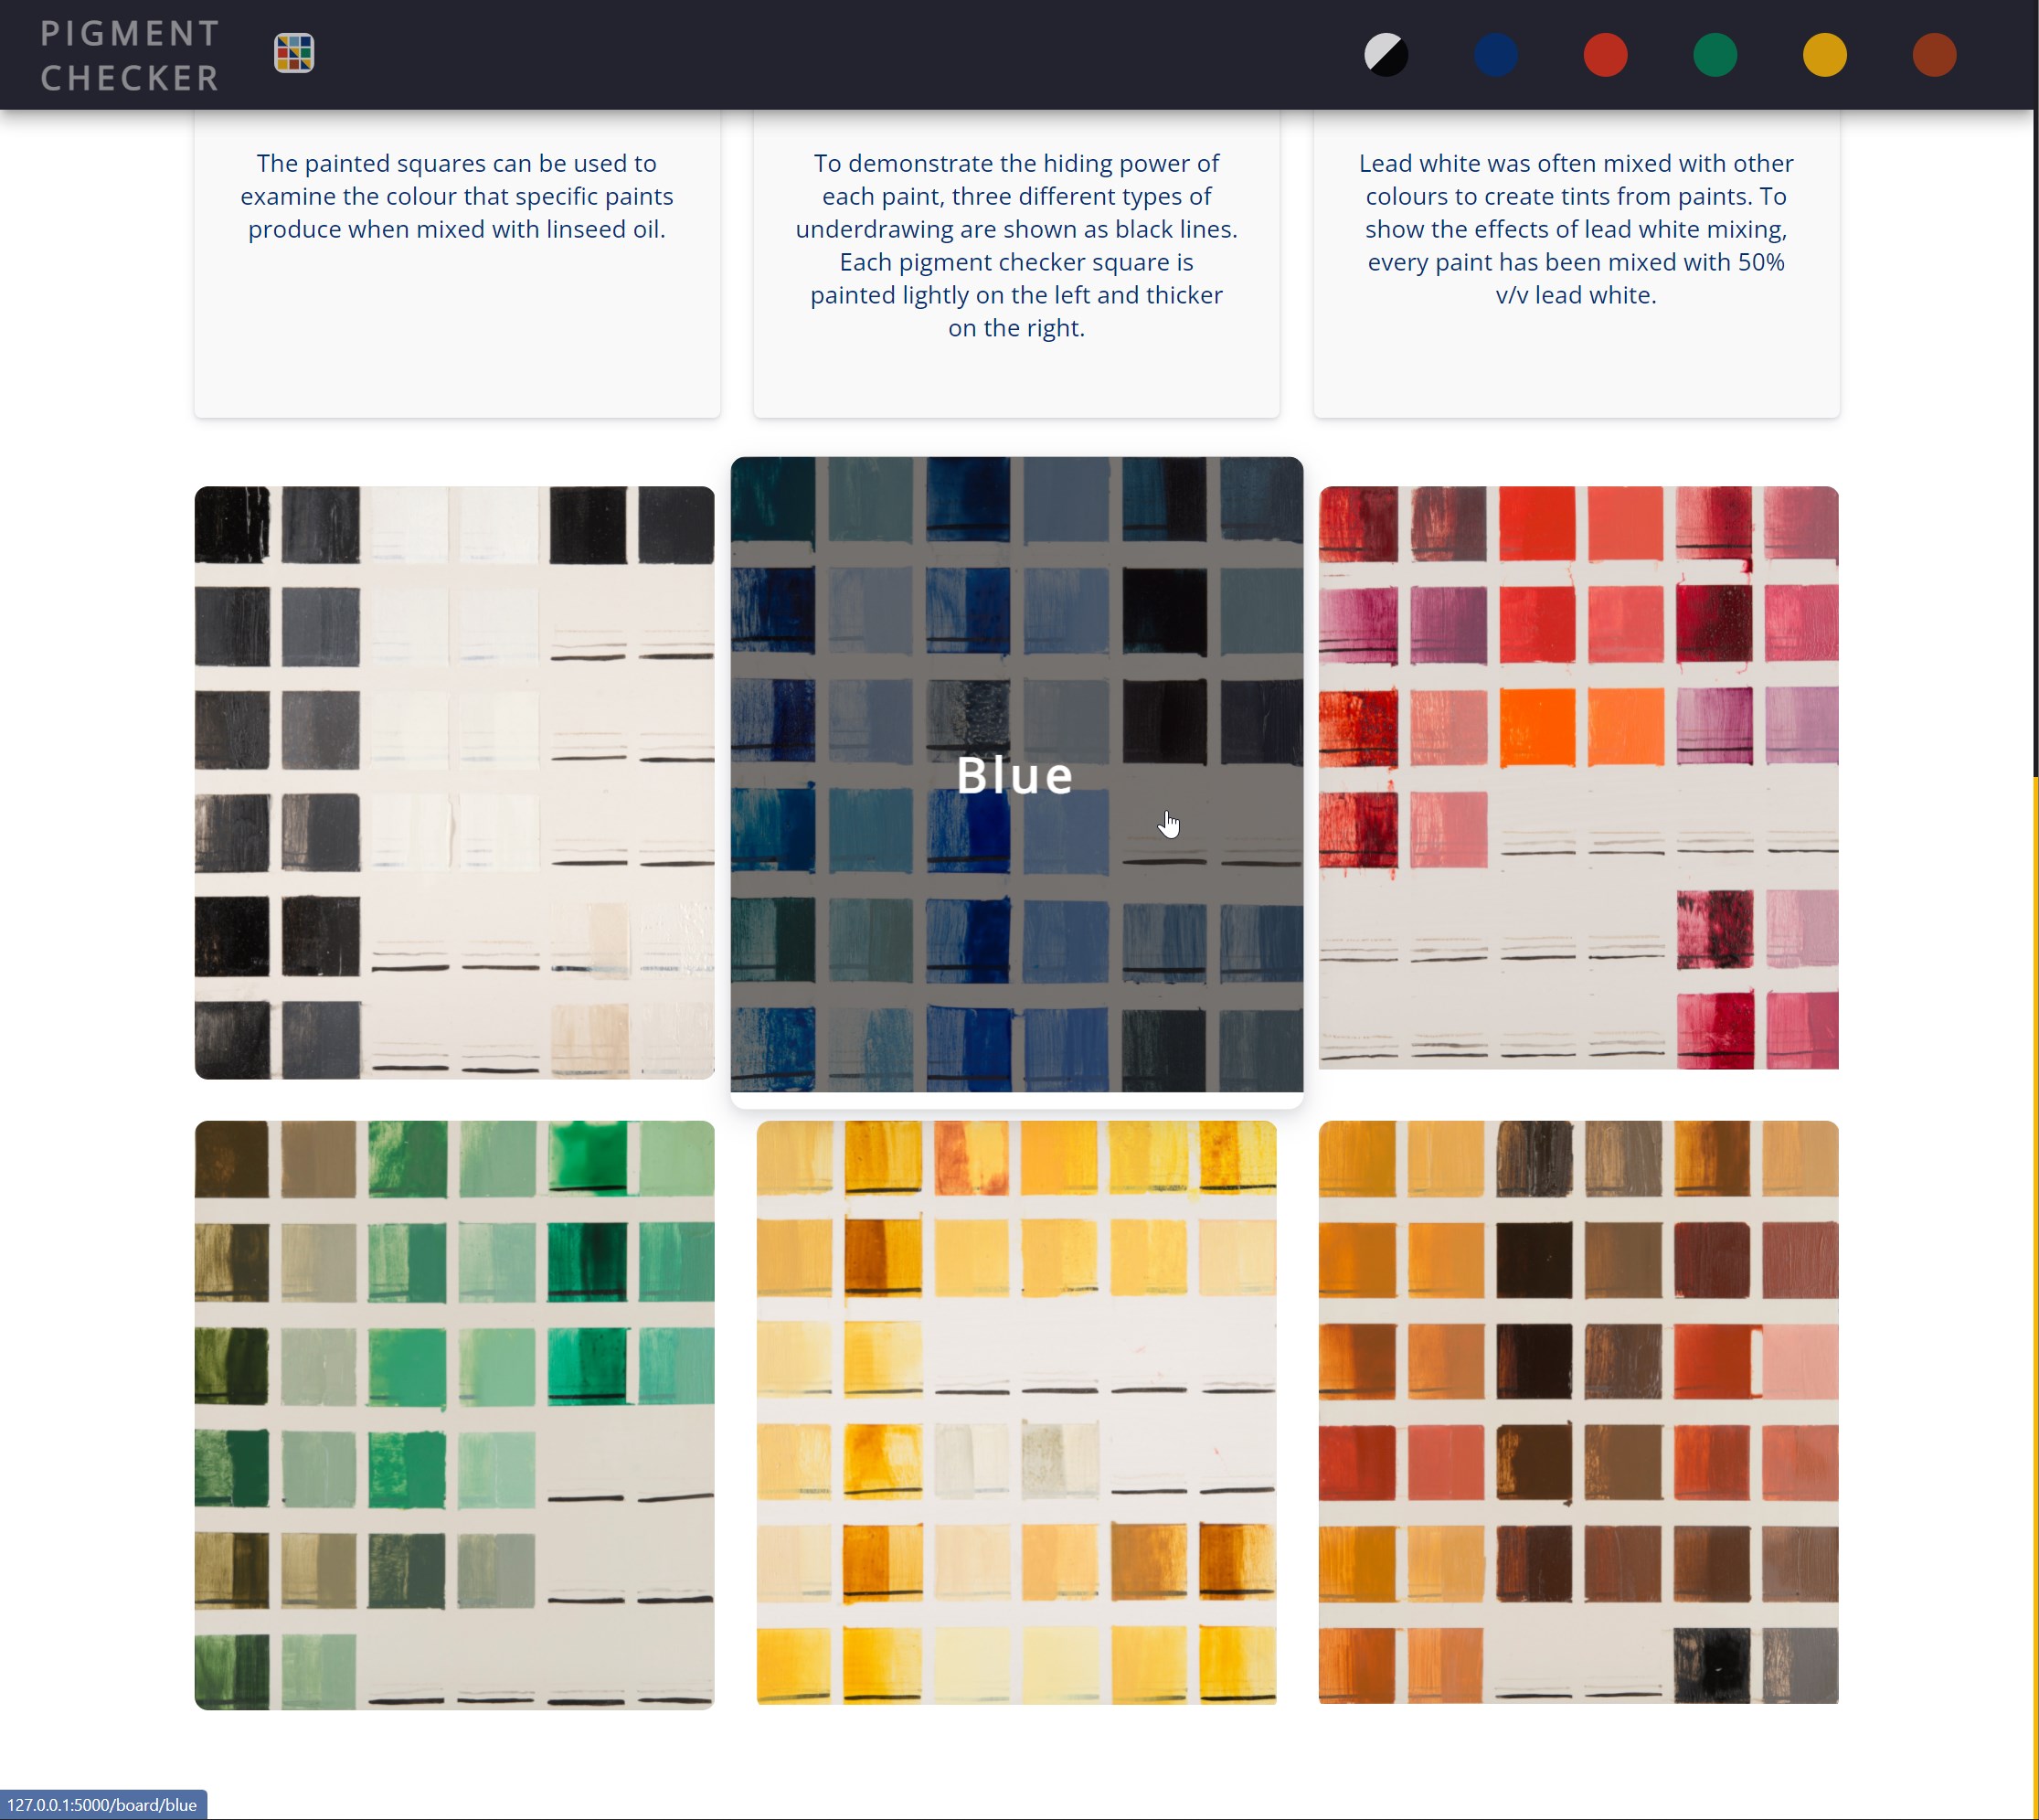 PIGMENT
CHECKER
The painted squares can be used to
examine the colour that specific paints
produce when mixed with linseed oil.
To demonstrate the hiding power of
each paint, three different types of
underdrawing are shown as black lines.
Each pigment checker square is
painted lightly on the left and thicker
on the right.
Lead white was often mixed with other
colours to create tints from paints. To
show the effects of lead white mixing,
every paint has been mixed with 50%
v/v lead white.
Blue
127.0.0.1:5000/board/blue